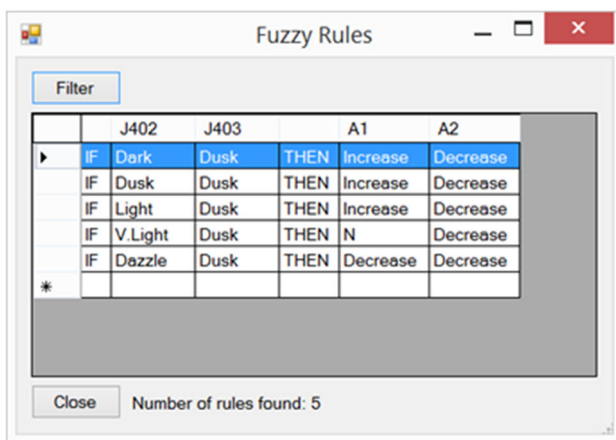 Fuzzy Rules
Filter
J402 J403 A1 A2
IF Dark Dusk THEN Increase Decrease
IF Dusk Dusk THEN Increase Decrease
IF Light Dusk THEN Increase Decrease
IF V.Light Dusk THEN N Decrease
IF Dazzle Dusk THEN Decrease Decrease
Close Number of rules found: 5